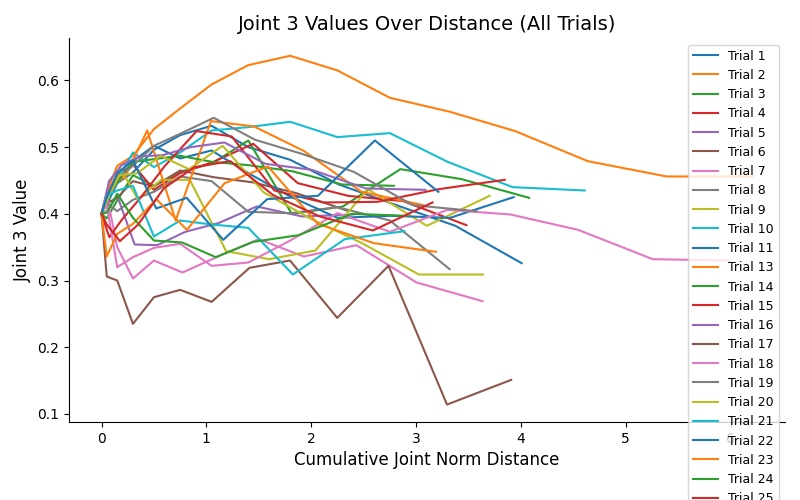 Joint 3 Values Over Distance (All Trials)
Joint 3 Value
0.6
0.5
0.4
0.3
0.2
0.1
0
1
2
3
4
5
6
Cumulative Joint Norm Distance
Trial 1
Trial 2
Trial 3
Trial 4
Trial 5
Trial 6
Trial 7
Trial 8
Trial 9
Trial 10
Trial 11
Trial 13
Trial 14
Trial 15
Trial 16
Trial 17
Trial 18
Trial 19
Trial 20
Trial 21
Trial 22
Trial 23
Trial 24
Trial 25